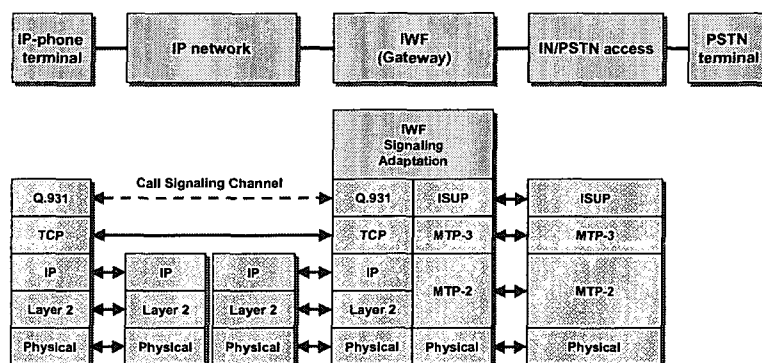 IP-phone terminal
IP network
IWF (Gateway)
IN/PSTN access
PSTN terminal
IWF Signaling Adaptation
Call Signaling Channel
Q.931 Q.931 ISUP ISUP
TCP TCP MTP-3 MTP-3
IP IP IP IP
MTP-2 MTP-2
Layer 2 Layer 2 Layer 2 Layer 2
Physical Physical Physical Physical Physical Physical